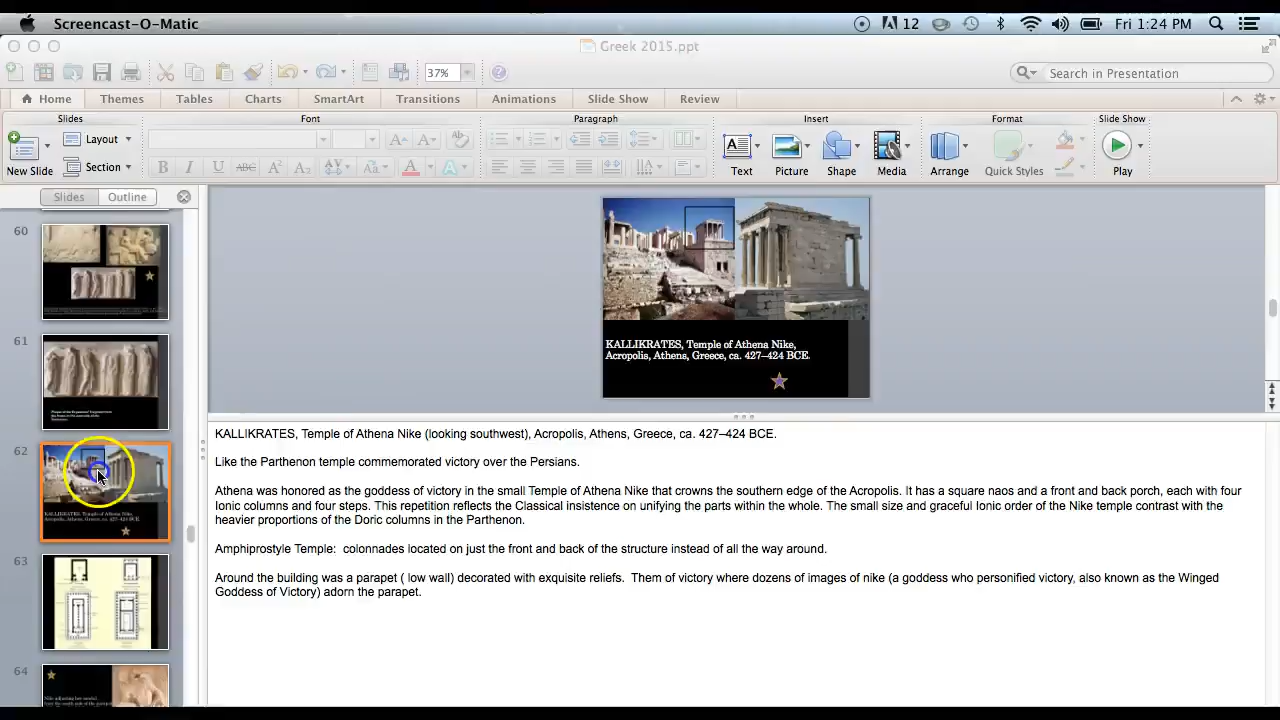 Screencast-O-Matic
12
Fri 1:24 PM
Greek 2015.ppt
37%
Search in Presentation
Home
Themes
Tables
Charts
SmartArt
Transitions
Animations
Slide Show
Review
Slides
Font
Paragraph
Insert
Format
Slide Show
New Slide
Layout
Section
B
U
ABC
Text
Picture
Shape
Media
Arrange
Quick Styles
Play
Slides
Outline
60
61
62
63
64
KALLIKRATES, Temple of Athena Nike,
Acropolis, Athens, Greece, ca. 427–424 BCE.
KALLIKRATES, Temple of Athena Nike (looking southwest), Acropolis, Athens, Greece, ca. 427–424 BCE.
Like the Parthenon temple commemorated victory over the Persians.
Athena was honored as the goddess of victory in the small Temple of Athena Nike that crowns the southern edge of the Acropolis. It has a square naos and a front and back porch, each with four
Ionic columns and four steps. This repetition reflects the Classical insistence on unifying the parts within the whole. The small size and graceful Ionic order of the Nike temple contrast with the
heavier proportions of the Doric columns in the Parthenon.
Amphiprostyle Temple: colonnades located on just the front and back of the structure instead of all the way around.
Around the building was a parapet ( low wall) decorated with exquisite reliefs. Them of victory where dozens of images of nike (a goddess who personified victory, also known as the Winged
Goddess of Victory) adorn the parapet.